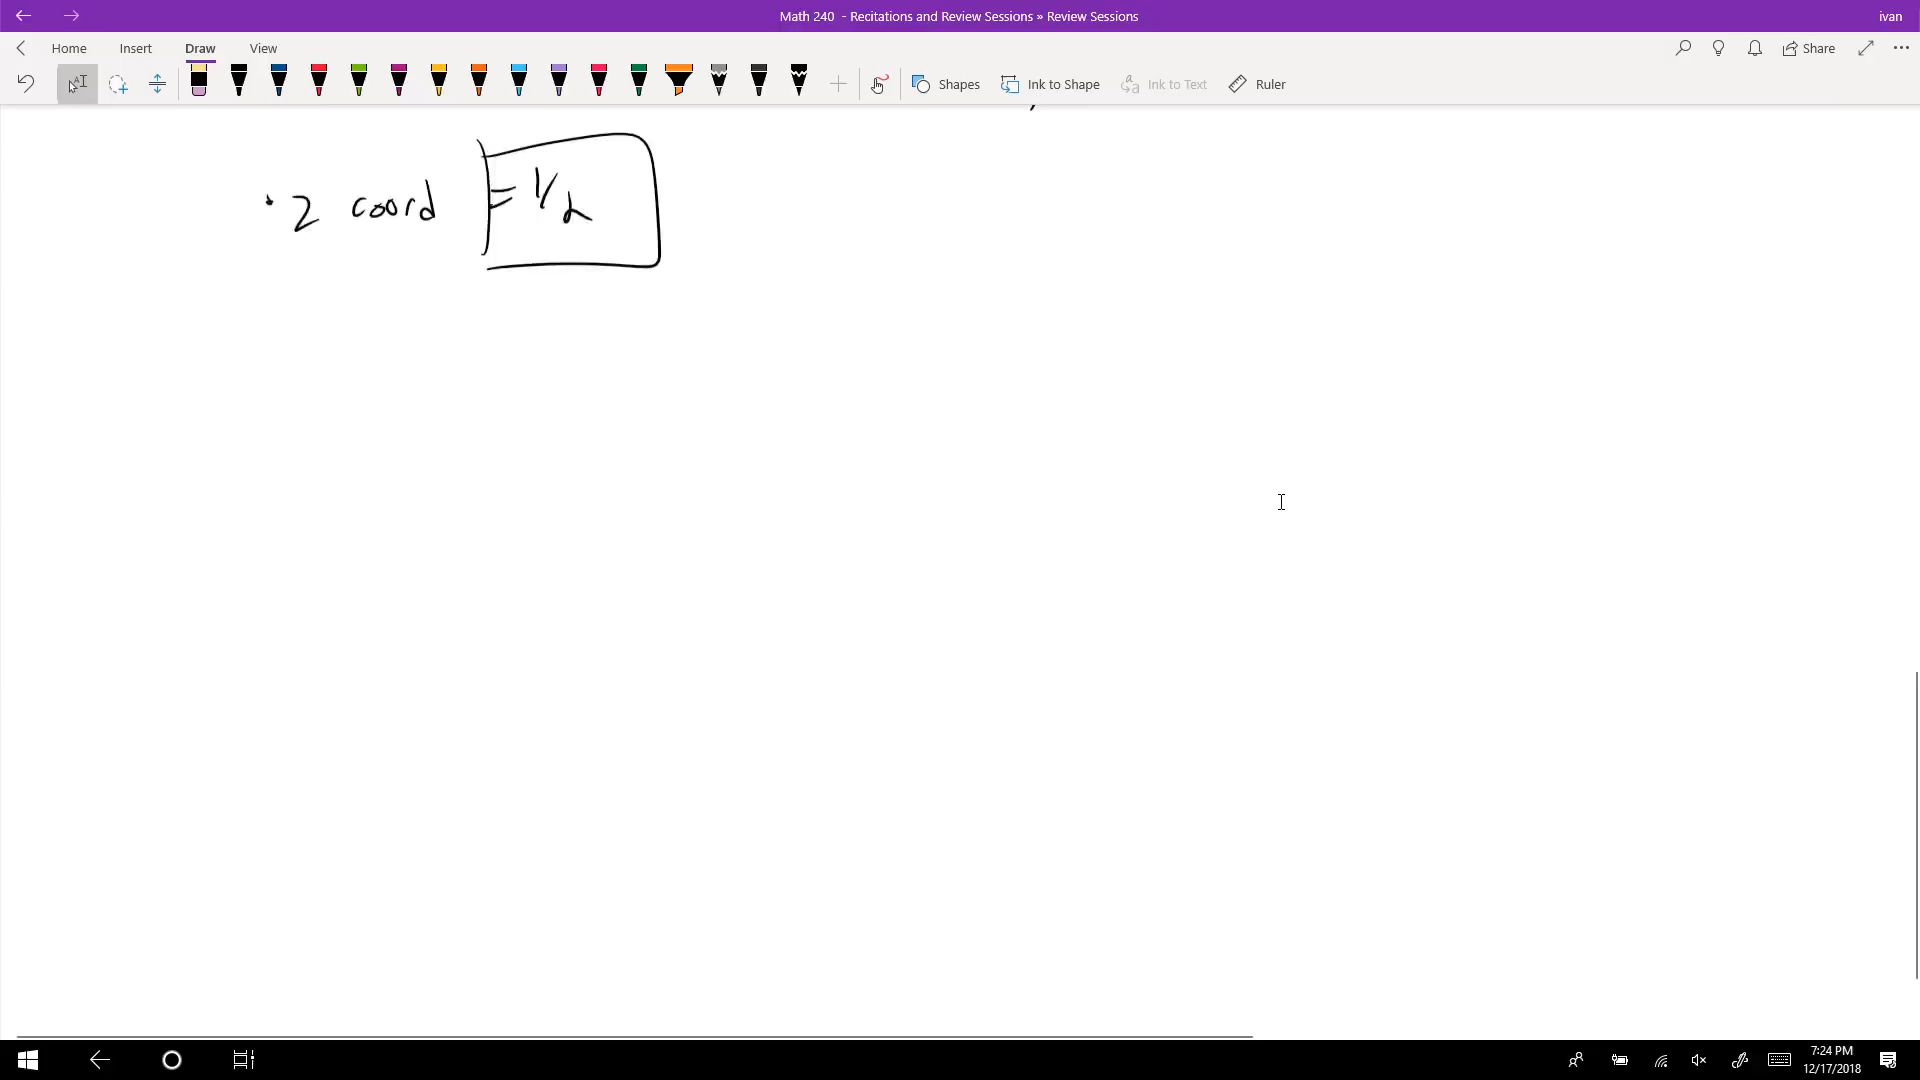 Math 240 - Recitations and Review Sessions » Review Sessions
ivan
Home Insert Draw View
Share
Shapes Ink to Shape Ink to Text Ruler
• 2 coord = 1/2
7:24 PM
12/17/2018